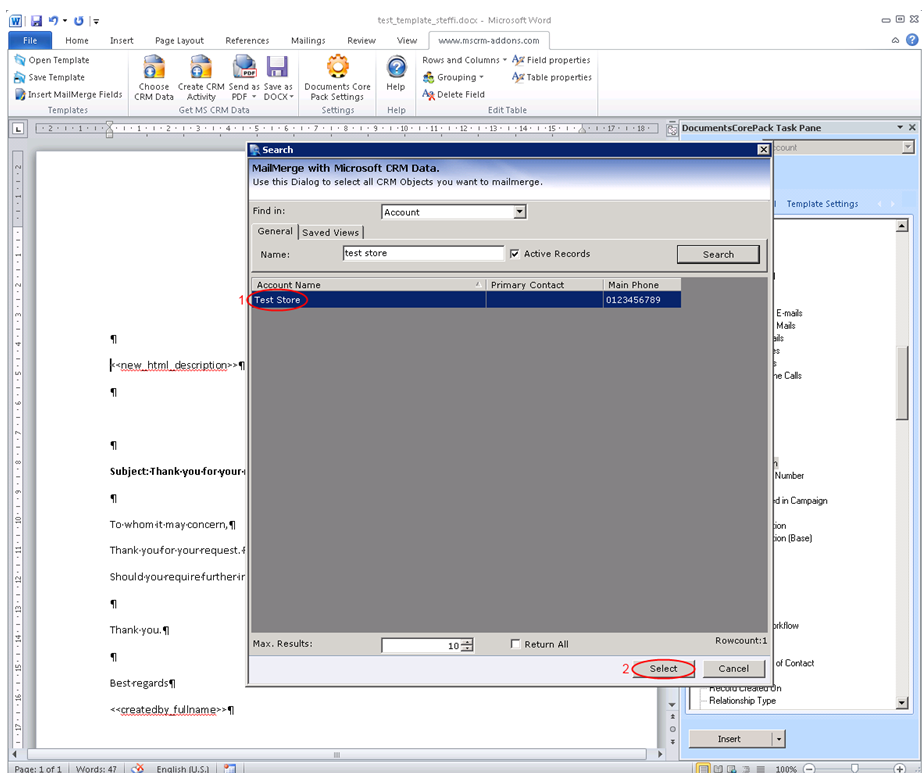 test_template_steffi.docx - Microsoft Word
File Home Insert Page Layout References Mailings Review View www.mscrm-addons.com
Open Template
Save Template
Insert MailMerge Fields
Templates
Choose CRM Data
Create CRM Activity
Send as PDF
Save as DOCX
Get MS CRM Data
Documents Core Pack Settings
Settings
Help
Help
Rows and Columns
Grouping
Delete Field
Field properties
Table properties
Edit Table
DocumentsCorePack Task Pane
ccount
Template Settings
Search
MailMerge with Microsoft CRM Data.
Use this Dialog to select all CRM Objects you want to mailmerge.
Find in: Account
General Saved Views
Name: test store Active Records Search
Account Name Primary Contact Main Phone
1 Test Store 0123456789
Max. Results: 10 Return All Rowcount:1
2 Select Cancel
¶
<<new_html_description>>¶
¶
¶
Subject:·Thank·you·for·your·
¶
To·whom·it·may·concern,¶
Thank·you·for·your·request.·
Should·you·require·further·
¶
Thank·you.¶
¶
Best·regards¶
<<createdby_fullname>>¶
E-mails
Mails
ne Calls
Number
ed in Campaign
tion
tion (Base)
orkflow
of Contact
Record Created On
Relationship Type
Insert
Page: 1 of 1 Words: 47 English (U.S.) 100%